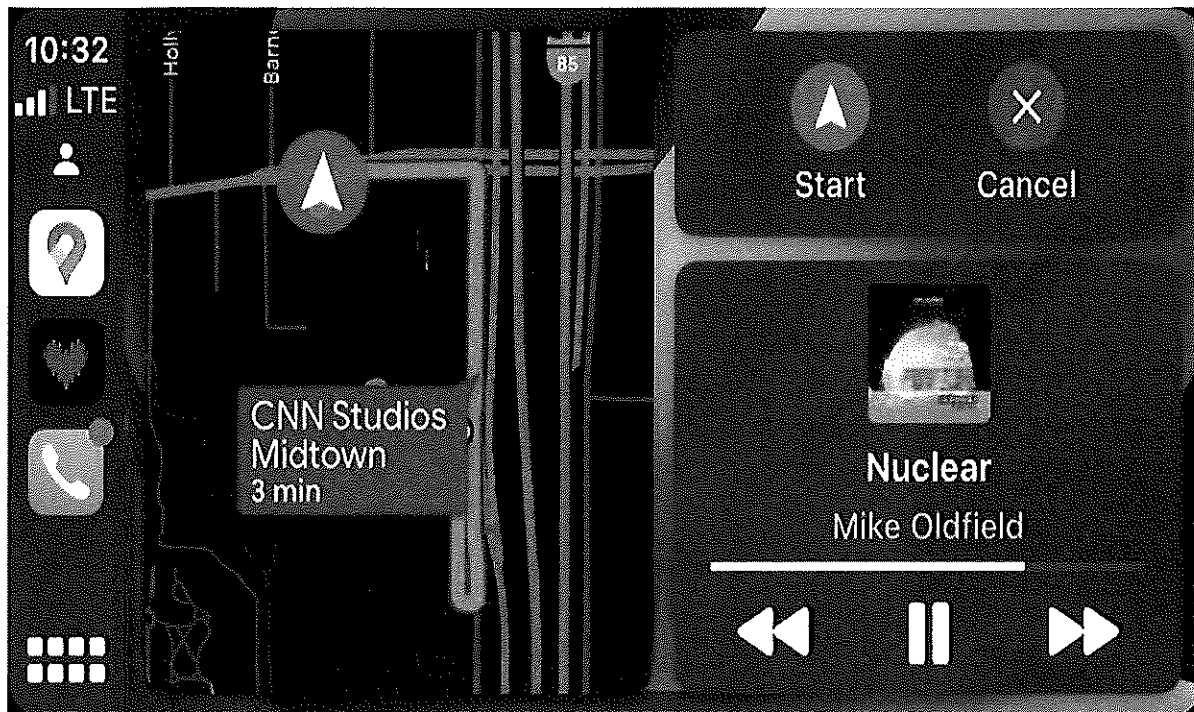 10:32
LTE
85
Start
Cancel
CNN Studios
Midtown
3 min
Nuclear
Mike Oldfield